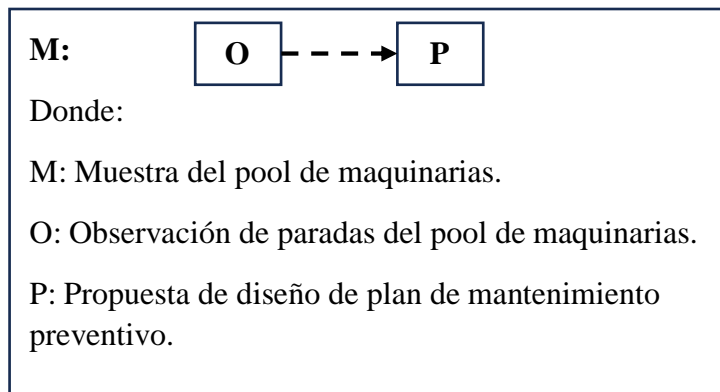 M: O P
Donde:
M: Muestra del pool de maquinarias.
O: Observación de paradas del pool de maquinarias.
P: Propuesta de diseño de plan de mantenimiento
preventivo.